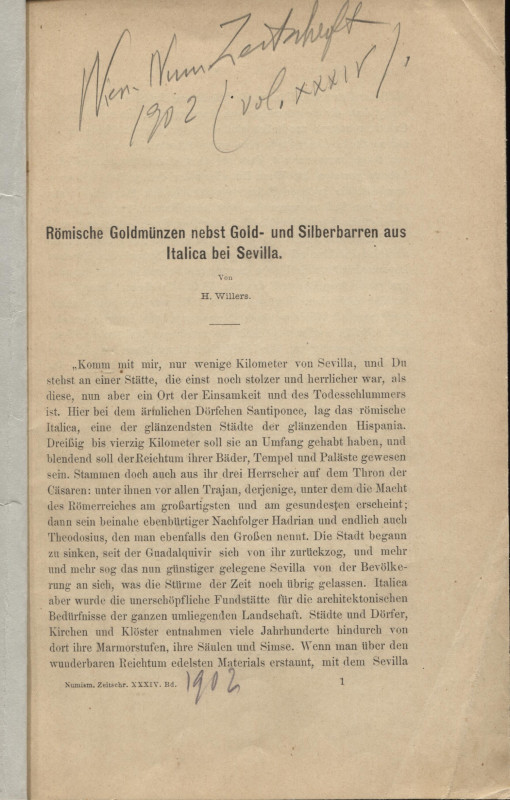 Wien. Num Zeitschrift
1902 (vol. XXXIV).
Römische Goldmünzen nebst Gold- und Silberbarren aus
Italica bei Sevilla.
Von
H. Willers.
„Komm mit mir, nur wenige Kilometer von Sevilla, und Du
stehst an einer Stätte, die einst noch stolzer und herrlicher war, als
diese, nun aber ein Ort der Einsamkeit und des Todesschlummers
ist. Hier bei dem ärmlichen Dörfchen Santiponce, lag das römische
Italica, eine der glänzendsten Städte der glänzenden Hispania.
Dreißig bis vierzig Kilometer soll sie an Umfang gehabt haben, und
blendend soll der Reichtum ihrer Bäder, Tempel und Paläste gewesen
sein. Stammen doch auch aus ihr drei Herrscher auf dem Thron der
Cäsaren: unter ihnen vor allen Trajan, derjenige, unter dem die Macht
des Römerreiches am großartigsten und am gesundesten erscheint;
dann sein beinahe ebenbürtiger Nachfolger Hadrian und endlich auch
Theodosius, den man ebenfalls den Großen nennt. Die Stadt begann
zu sinken, seit der Guadalquivir sich von ihr zurückzog, und mehr
und mehr sog das nun günstiger gelegene Sevilla von der Bevölke-
rung an sich, was die Stürme der Zeit noch übrig gelassen. Italica
aber wurde die unerschöpfliche Fundstätte für die architektonischen
Bedürfnisse der ganzen umliegenden Landschaft. Städte und Dörfer,
Kirchen und Klöster entnahmen viele Jahrhunderte hindurch von
dort ihre Marmorstufen, ihre Säulen und Simse. Wenn man über den
wunderbaren Reichtum edelsten Materials erstaunt, mit dem Sevilla
Numism. Zeitschr. XXXIV. Bd. 1902 1